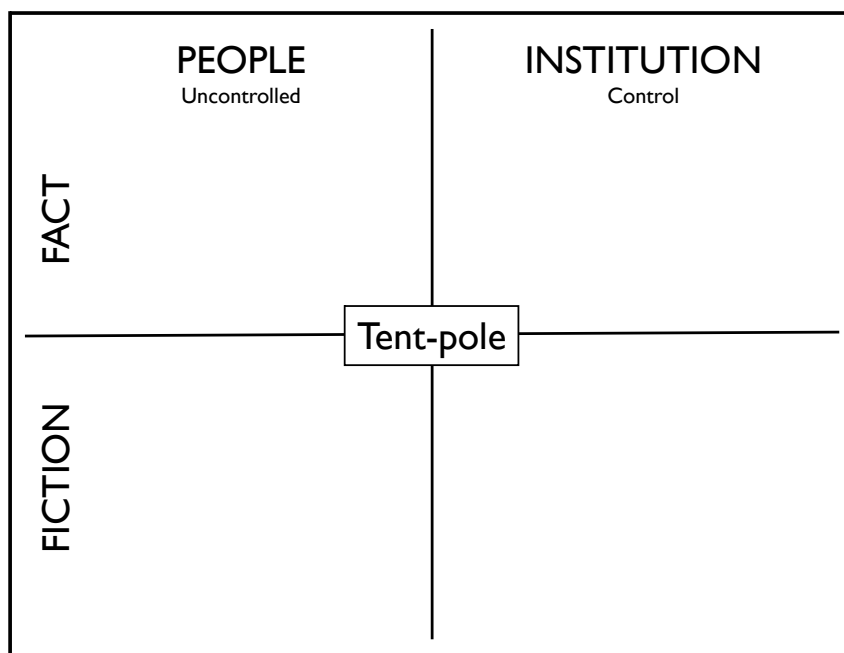 PEOPLE
Uncontrolled
INSTITUTION
Control
FACT
Tent-pole
FICTION